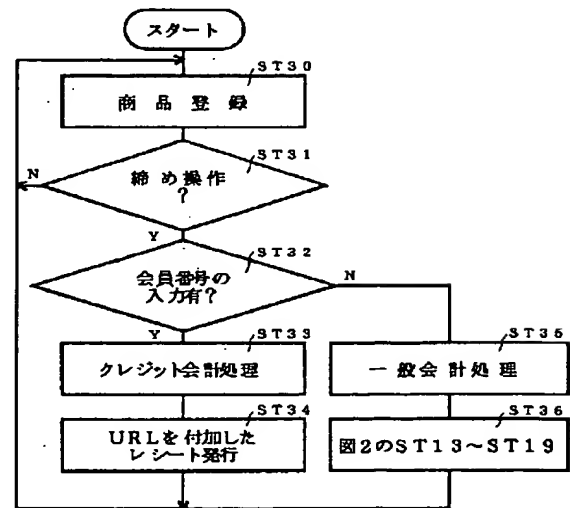 スタート
ST30
商品登録
ST31
締め操作
?
N
Y
ST32
会員番号の
入力有?
N
Y
ST33
クレジット会計処理
ST35
一般会計処理
ST34
URLを付加した
レシート発行
ST36
図2のST13～ST19